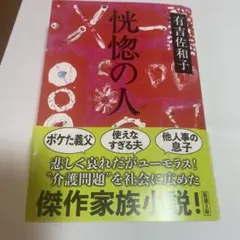 有吉佐和子
恍惚の人
ボケた義父
使えな
すぎる夫
他人事の
息子
悲しく哀れだがユーモラス!
“介護問題”を社会に広めた
傑作家族小説!